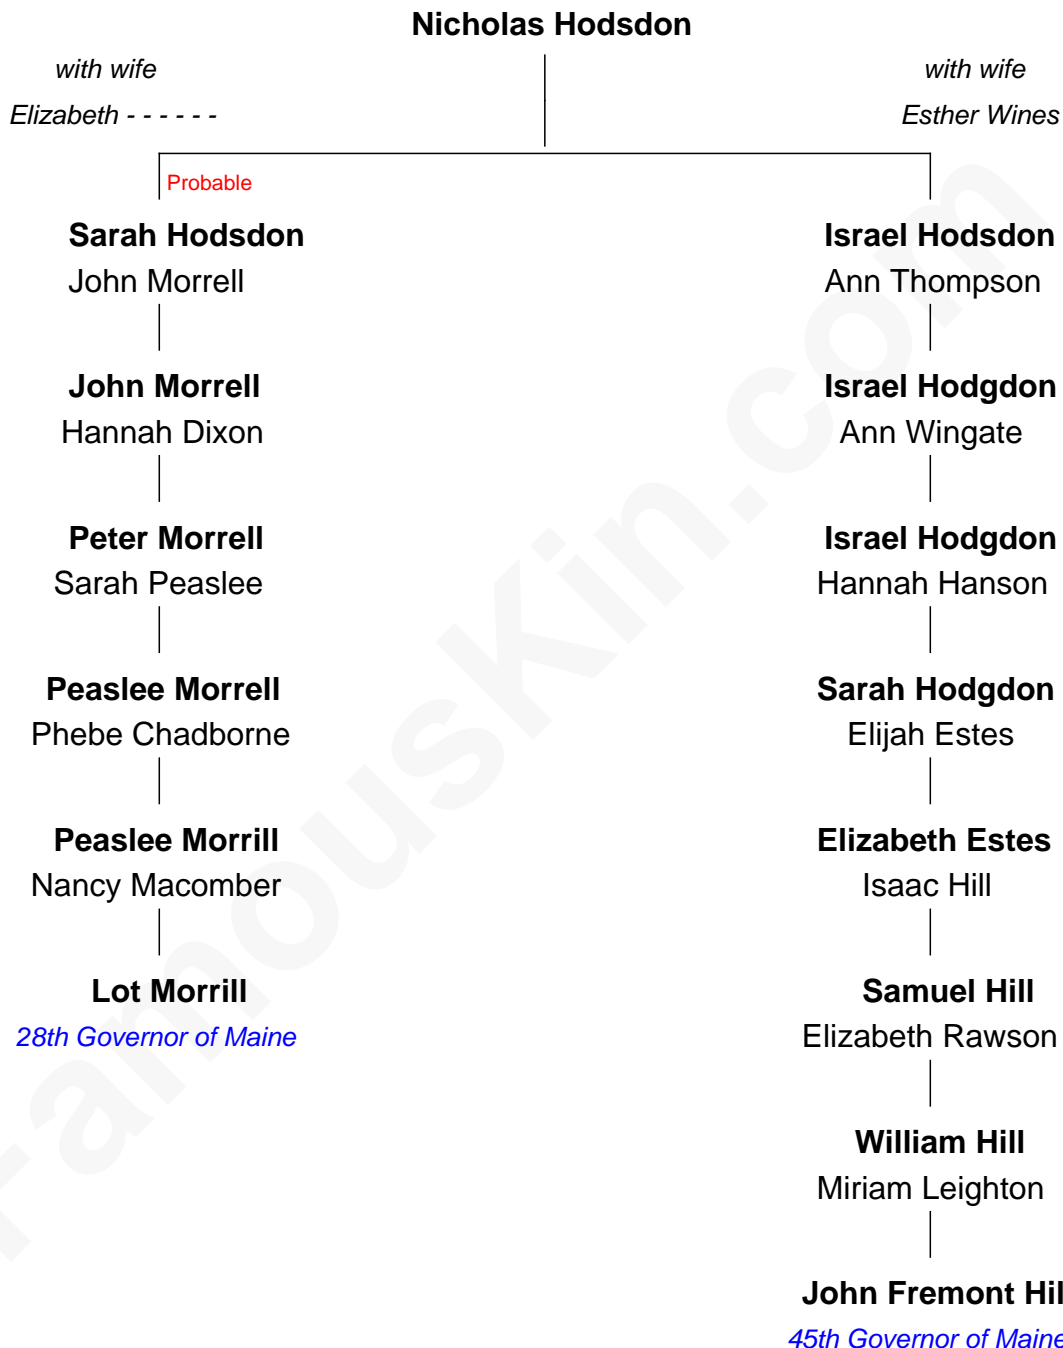 Nicholas Hodsdon
with wife
Elizabeth - - - - - -
with wife
Esther Wines
Probable
Sarah Hodsdon
John Morrell
John Morrell
Hannah Dixon
Peter Morrell
Sarah Peaslee
Peaslee Morrell
Phebe Chadborne
Peaslee Morrill
Nancy Macomber
Lot Morrill
28th Governor of Maine
Israel Hodsdon
Ann Thompson
Israel Hodgdon
Ann Wingate
Israel Hodgdon
Hannah Hanson
Sarah Hodgdon
Elijah Estes
Elizabeth Estes
Isaac Hill
Samuel Hill
Elizabeth Rawson
William Hill
Miriam Leighton
John Fremont Hil
45th Governor of Maine
FamousKin.com